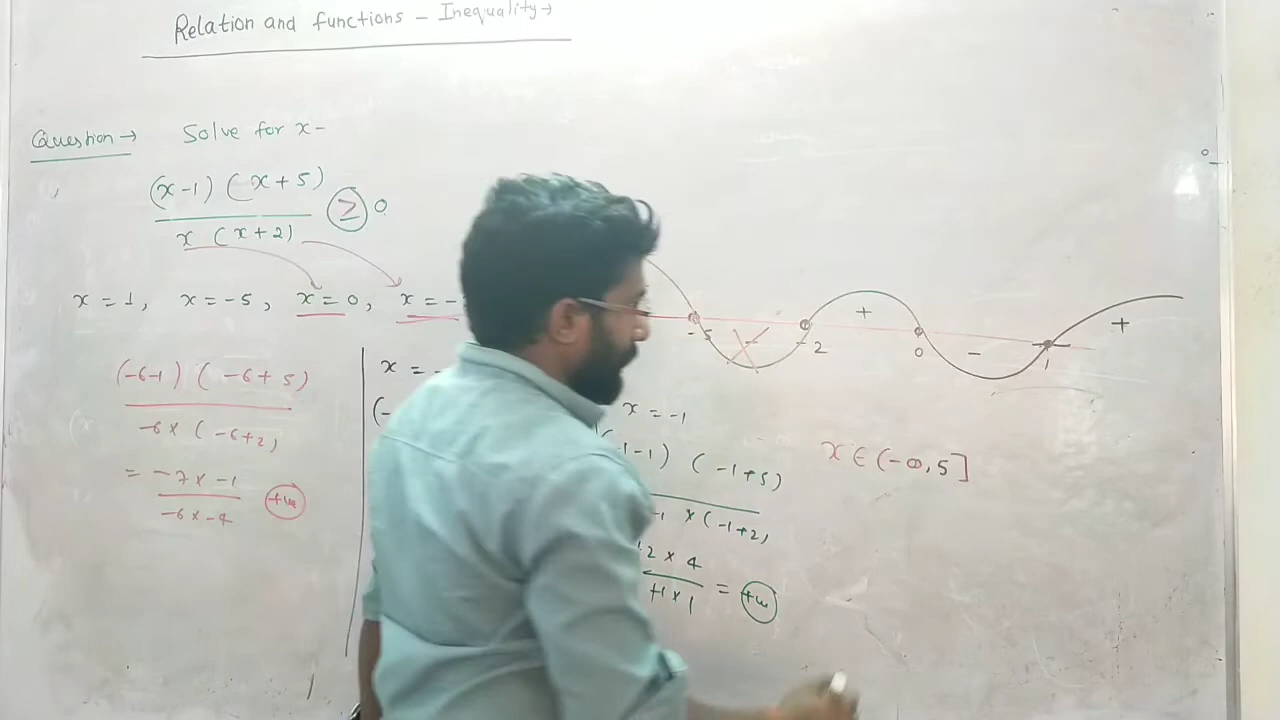 Relation and functions - Inequality →
Question → Solve for x -
(x-1) (x+5)
x (x+2)
≥ 0
x = 1, x = -5, x = 0, x = -
(-6-1) (-6+5)
-6 × (-6+2)
= -7 × -1
-6 × -4
+ve
x = -
(-
x = -1
-1) (-1+5)
-1 × (-1+2)
2 × 4
+1 × 1
= +ve
- 5 - 2 0 1
- + - +
x ∈ (-∞, 5]